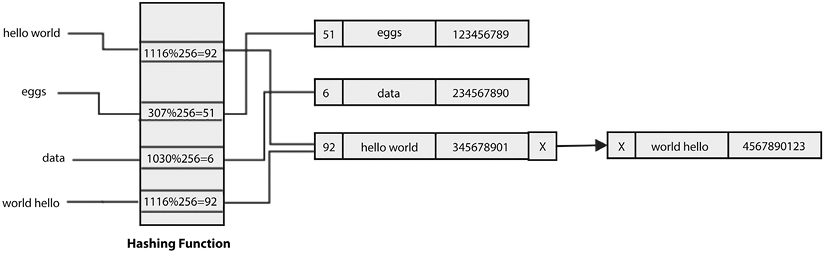 hello world
1116%256=92
51 eggs 123456789
eggs
307%256=51
6 data 234567890
data
1030%256=6
92 hello world 345678901 X
X world hello 4567890123
world hello
1116%256=92
Hashing Function